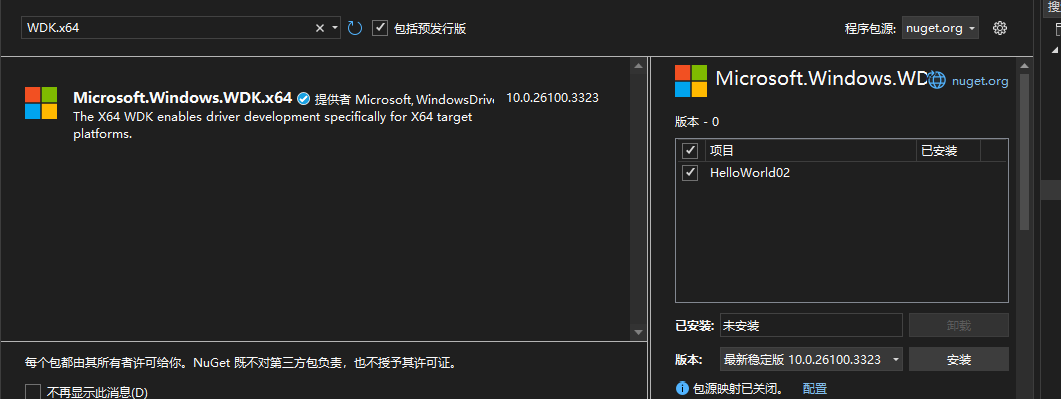 WDK.x64
包括预发行版
程序包源: nuget.org
搜
Microsoft.Windows.WDK.x64 提供者 Microsoft, WindowsDrive 10.0.26100.3323
The X64 WDK enables driver development specifically for X64 target
platforms.
每个包都由其所有者许可给你。NuGet 既不对第三方包负责，也不授予其许可证。
不再显示此消息(D)
Microsoft.Windows.WD nuget.org
版本 - 0
项目 已安装
HelloWorld02
已安装: 未安装 卸载
版本: 最新稳定版 10.0.26100.3323 安装
包源映射已关闭。 配置